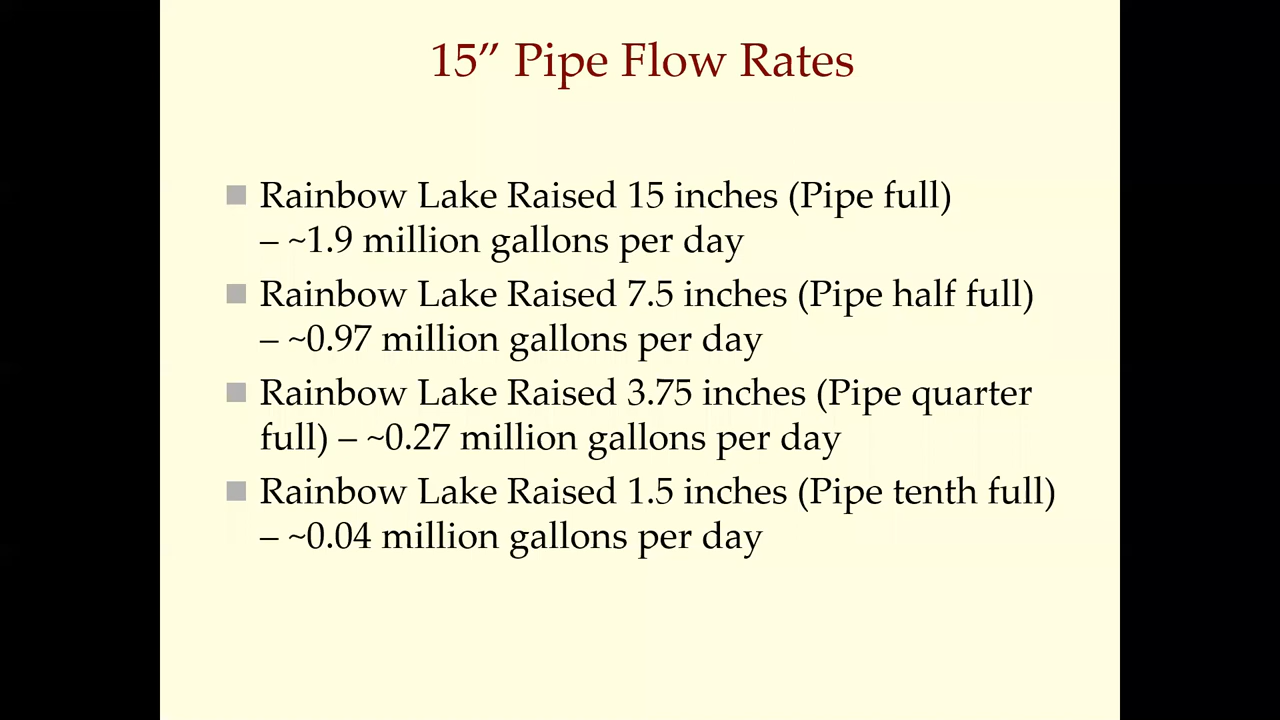 15” Pipe Flow Rates
Rainbow Lake Raised 15 inches (Pipe full)
– ~1.9 million gallons per day
Rainbow Lake Raised 7.5 inches (Pipe half full)
– ~0.97 million gallons per day
Rainbow Lake Raised 3.75 inches (Pipe quarter
full) – ~0.27 million gallons per day
Rainbow Lake Raised 1.5 inches (Pipe tenth full)
– ~0.04 million gallons per day